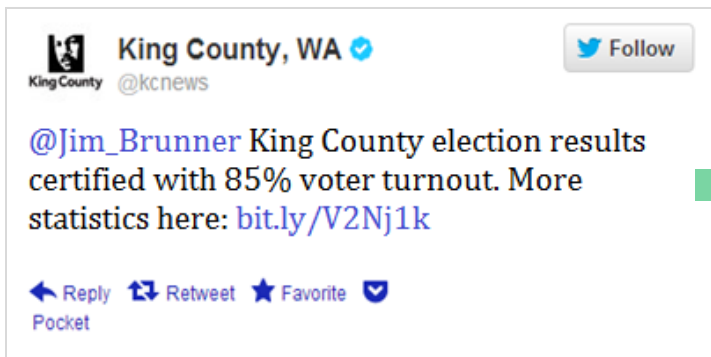 King County, WA
Follow
King County
@kcnews
@Jim_Brunner King County election results
certified with 85% voter turnout. More
statistics here: bit.ly/V2Nj1k
Reply Retweet Favorite
Pocket